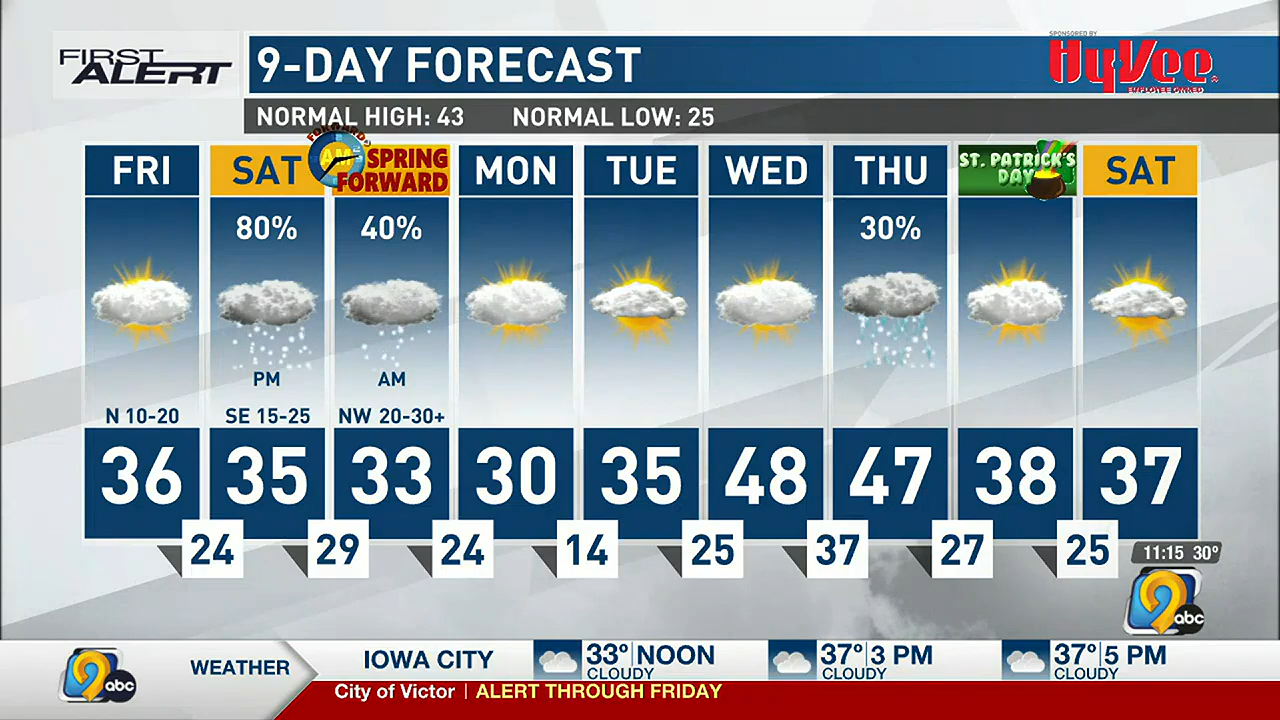 FIRST ALERT
9-DAY FORECAST
SPONSORED BY
HyVee
EMPLOYEE OWNED
NORMAL HIGH: 43 NORMAL LOW: 25
FRI SAT SPRING FORWARD MON TUE WED THU ST. PATRICK'S DAY SAT
FORWARD
AM
80% 40% 30%
PM AM
N 10-20 SE 15-25 NW 20-30+
36 35 33 30 35 48 47 38 37
24 29 24 14 25 37 27 25
11:15 30°
9 abc
9 abc WEATHER IOWA CITY 33° NOON CLOUDY 37° 3 PM CLOUDY 37° 5 PM CLOUDY
City of Victor | ALERT THROUGH FRIDAY